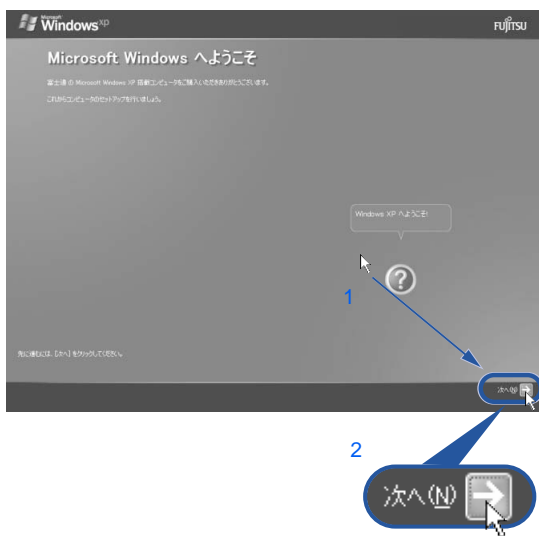 Microsoft
Windows xp
FUJITSU
Microsoft Windows へようこそ
富士通 の Microsoft Windows XP 搭載コンピュータをご購入いただきありがとうございます。
これからコンピュータのセットアップを行いましょう。
Windows XP へようこそ!
1
先に進むには、[次へ] をクリックしてください。
次へ(N)
2
次へ(N)